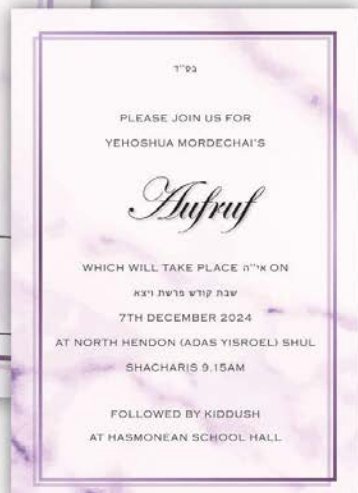 בס"ד
PLEASE JOIN US FOR
YEHOSHUA MORDECHAI'S
Aufruf
WHICH WILL TAKE PLACE אי"ה ON
שבת קודש פרשת ויצא
7TH DECEMBER 2024
AT NORTH HENDON (ADAS YISROEL) SHUL
SHACHARIS 9.15AM
FOLLOWED BY KIDDUSH
AT HASMONEAN SCHOOL HALL